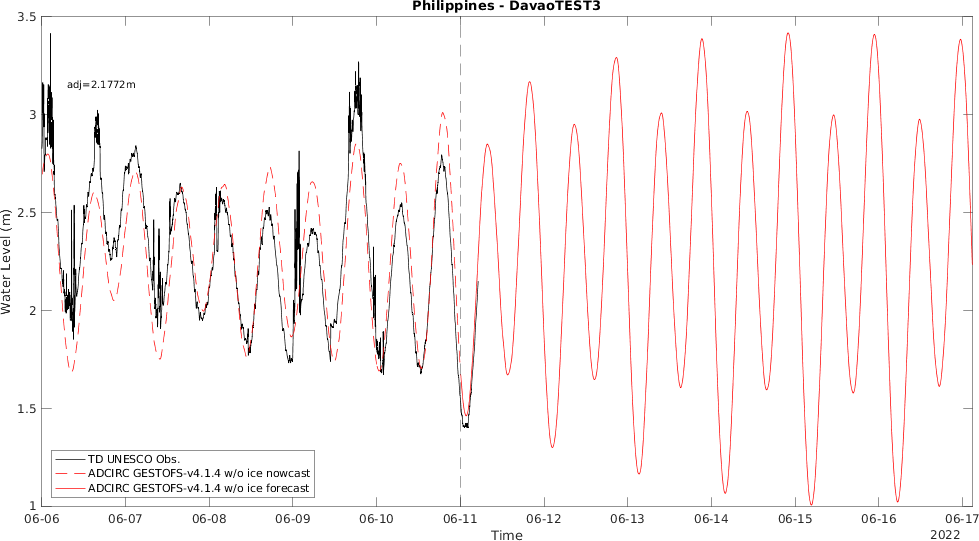 Philippines - DavaoTEST3
3.5
adj=2.1772m
3
2.5
Water Level (m)
2
1.5
TD UNESCO Obs.
ADCIRC GESTOFS-v4.1.4 w/o ice nowcast
ADCIRC GESTOFS-v4.1.4 w/o ice forecast
1
06-06 06-07 06-08 06-09 06-10 06-11 06-12 06-13 06-14 06-15 06-16 06-17
Time
2022